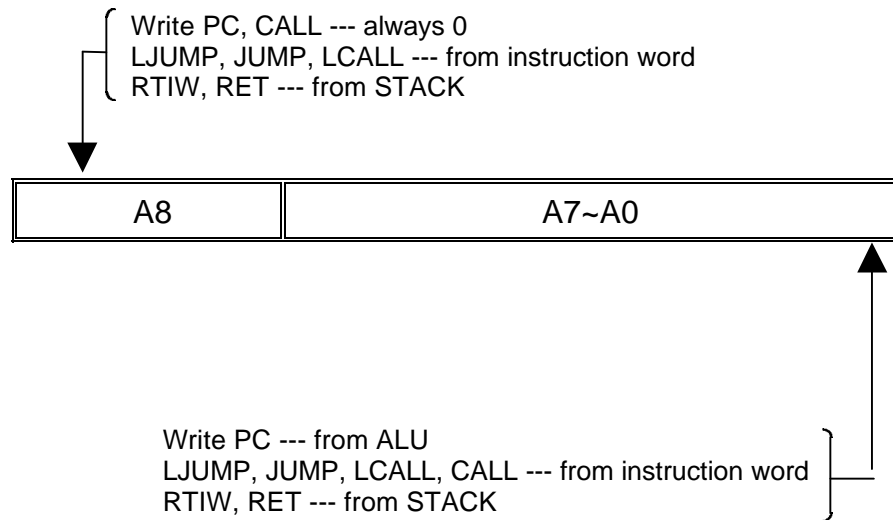 Write PC, CALL --- always 0
LJUMP, JUMP, LCALL --- from instruction word
RTIW, RET --- from STACK
A8
A7~A0
Write PC --- from ALU
LJUMP, JUMP, LCALL, CALL --- from instruction word
RTIW, RET --- from STACK